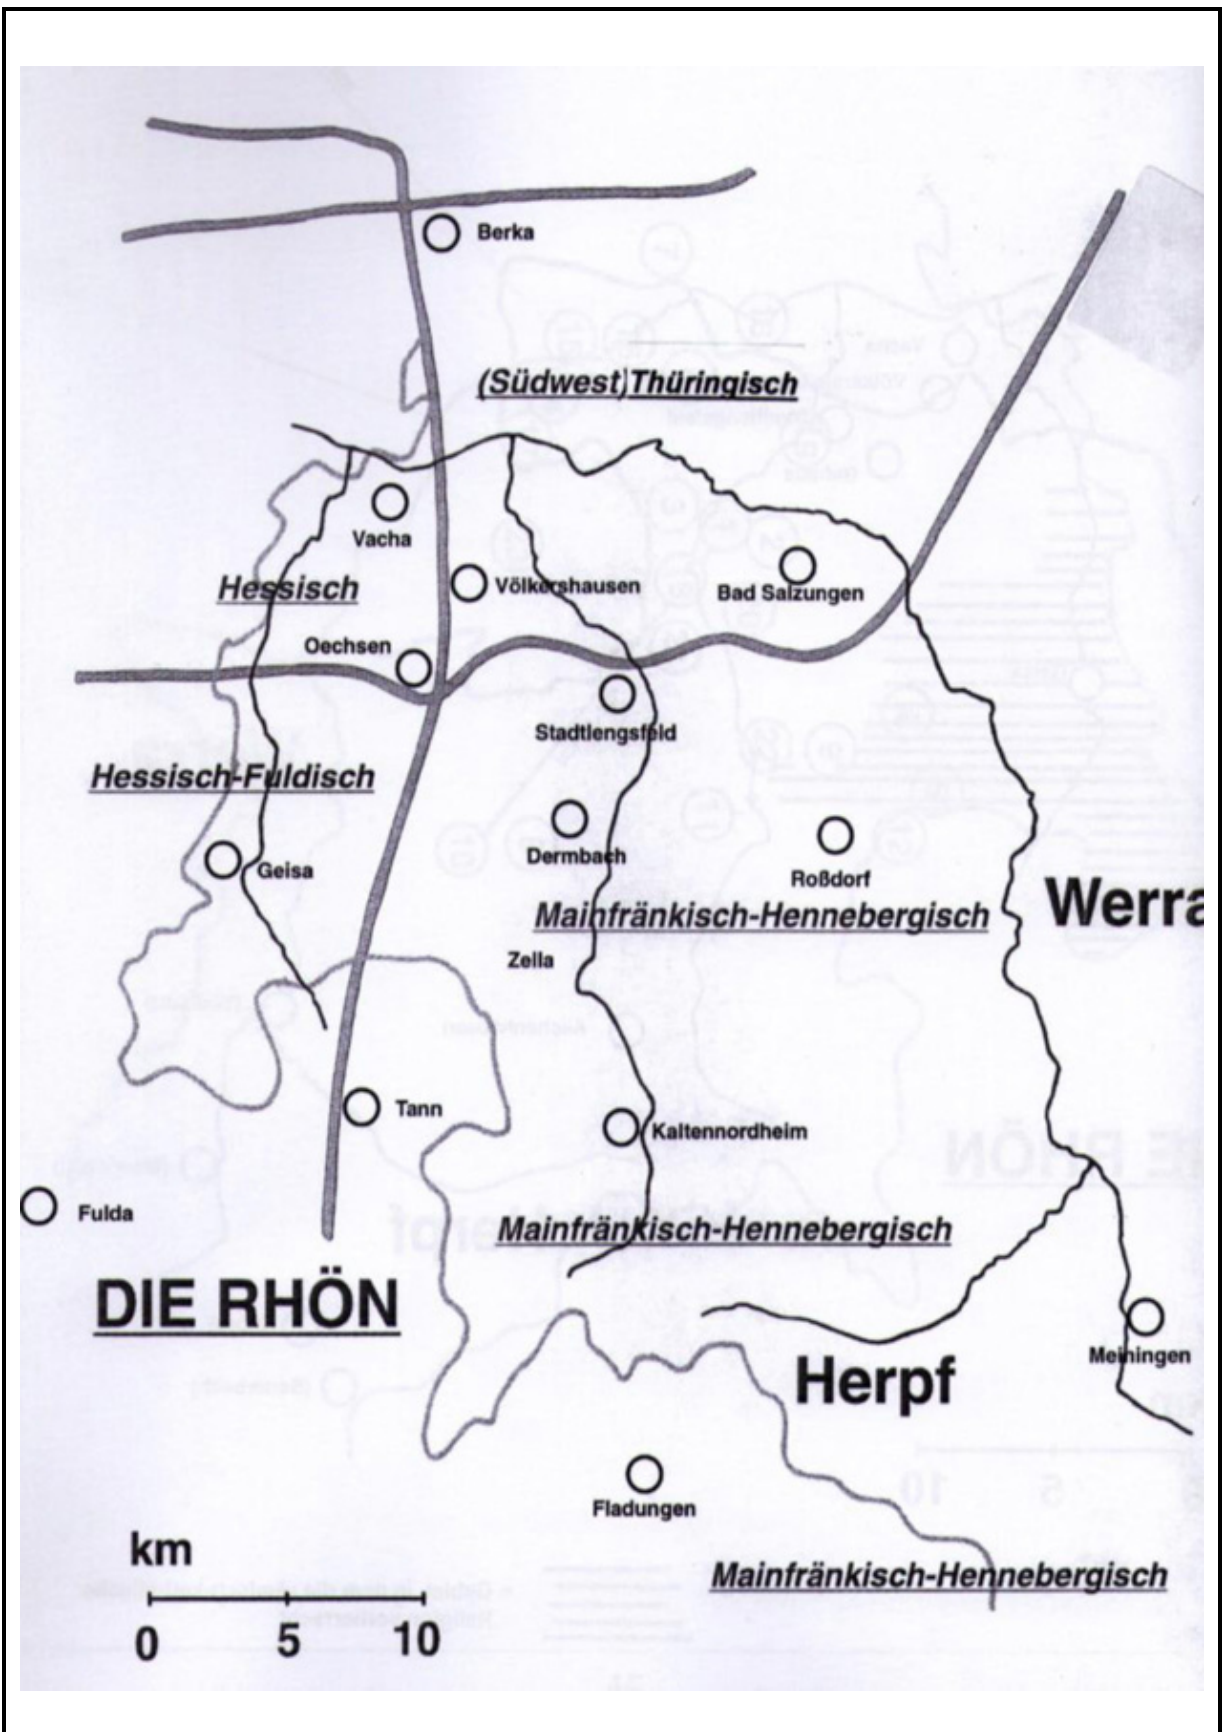 Berka
(Südwest)Thüringisch
Vacha
Hessisch
Völkershausen
Bad Salzungen
Oechsen
Stadtlengsfeld
Hessisch-Fuldisch
Dermbach
Geisa
Roßdorf
Werra
Mainfränkisch-Hennebergisch
Zella
Tann
Kaltennordheim
Fulda
Mainfränkisch-Hennebergisch
DIE RHÖN
Meiningen
Herpf
Fladungen
km
Mainfränkisch-Hennebergisch
0 5 10